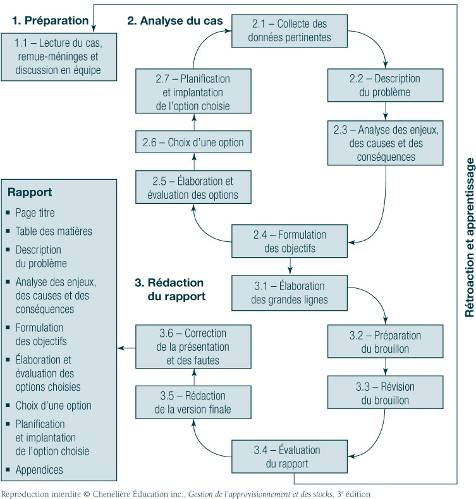 1. Préparation
1.1 – Lecture du cas,
remue-méninges et
discussion en équipe
2. Analyse du cas
2.1 – Collecte des
données pertinentes
2.2 – Description
du problème
2.3 – Analyse des enjeux,
des causes et des
conséquences
2.4 – Formulation
des objectifs
2.5 – Élaboration et
évaluation des options
2.6 – Choix d'une option
2.7 – Planification
et implantation
de l'option choisie
3. Rédaction
du rapport
3.1 – Élaboration
des grandes lignes
3.2 – Préparation
du brouillon
3.3 – Révision
du brouillon
3.4 – Évaluation
du rapport
3.5 – Rédaction
de la version finale
3.6 – Correction
de la présentation
et des fautes
Rapport
▪ Page titre
▪ Table des matières
▪ Description
du problème
▪ Analyse des enjeux,
des causes et des
conséquences
▪ Formulation
des objectifs
▪ Élaboration et
évaluation des
options choisies
▪ Choix d'une option
▪ Planification
et implantation
de l'option choisie
▪ Appendices
Rétroaction et apprentissage
Reproduction interdite © Chenelière Éducation inc., Gestion de l'approvisionnement et des stocks, 3e édition